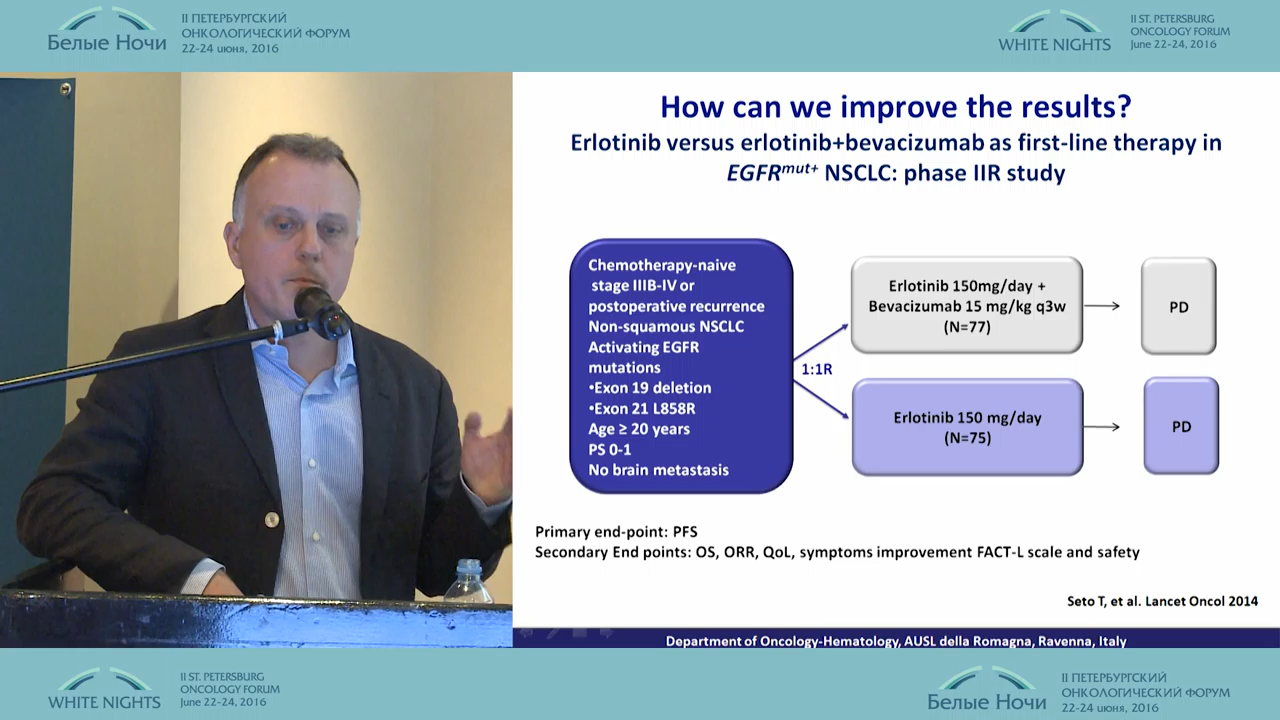 Белые Ночи
II ПЕТЕРБУРГСКИЙ
ОНКОЛОГИЧЕСКИЙ ФОРУМ
22-24 июня, 2016
WHITE NIGHTS
II ST. PETERSBURG
ONCOLOGY FORUM
June 22-24, 2016
How can we improve the results?
Erlotinib versus erlotinib+bevacizumab as first-line therapy in
EGFRmut+ NSCLC: phase IIR study
Chemotherapy-naive
stage IIIB-IV or
postoperative recurrence
Non-squamous NSCLC
Activating EGFR
mutations
•Exon 19 deletion
•Exon 21 L858R
Age ≥ 20 years
PS 0-1
No brain metastasis
1:1R
Erlotinib 150mg/day +
Bevacizumab 15 mg/kg q3w
(N=77)
PD
Erlotinib 150 mg/day
(N=75)
PD
Primary end-point: PFS
Secondary End points: OS, ORR, QoL, symptoms improvement FACT-L scale and safety
Seto T, et al. Lancet Oncol 2014
Department of Oncology-Hematology, AUSL della Romagna, Ravenna, Italy
WHITE NIGHTS
II ST. PETERSBURG
ONCOLOGY FORUM
June 22-24, 2016
Белые Ночи
II ПЕТЕРБУРГСКИЙ
ОНКОЛОГИЧЕСКИЙ ФОРУМ
22-24 июня, 2016